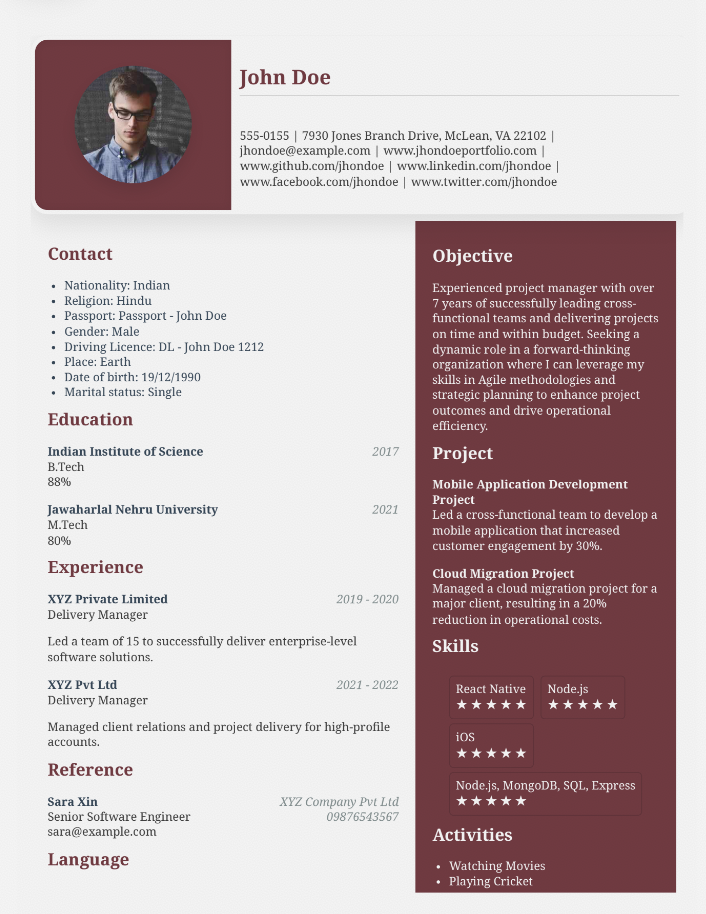 John Doe
555-0155 | 7930 Jones Branch Drive, McLean, VA 22102 |
jhondoe@example.com | www.jhondoeportfolio.com |
www.github.com/jhondoe | www.linkedin.com/jhondoe |
www.facebook.com/jhondoe | www.twitter.com/jhondoe
Contact
• Nationality: Indian
• Religion: Hindu
• Passport: Passport - John Doe
• Gender: Male
• Driving Licence: DL - John Doe 1212
• Place: Earth
• Date of birth: 19/12/1990
• Marital status: Single
Education
Indian Institute of Science 2017
B.Tech
88%
Jawaharlal Nehru University 2021
M.Tech
80%
Experience
XYZ Private Limited 2019 - 2020
Delivery Manager
Led a team of 15 to successfully deliver enterprise-level
software solutions.
XYZ Pvt Ltd 2021 - 2022
Delivery Manager
Managed client relations and project delivery for high-profile
accounts.
Reference
Sara Xin XYZ Company Pvt Ltd
Senior Software Engineer 09876543567
sara@example.com
Language
Objective
Experienced project manager with over
7 years of successfully leading cross-
functional teams and delivering projects
on time and within budget. Seeking a
dynamic role in a forward-thinking
organization where I can leverage my
skills in Agile methodologies and
strategic planning to enhance project
outcomes and drive operational
efficiency.
Project
Mobile Application Development
Project
Led a cross-functional team to develop a
mobile application that increased
customer engagement by 30%.
Cloud Migration Project
Managed a cloud migration project for a
major client, resulting in a 20%
reduction in operational costs.
Skills
React Native Node.js
★★★★★ ★★★★★
iOS
★★★★★
Node.js, MongoDB, SQL, Express
★★★★★
Activities
• Watching Movies
• Playing Cricket